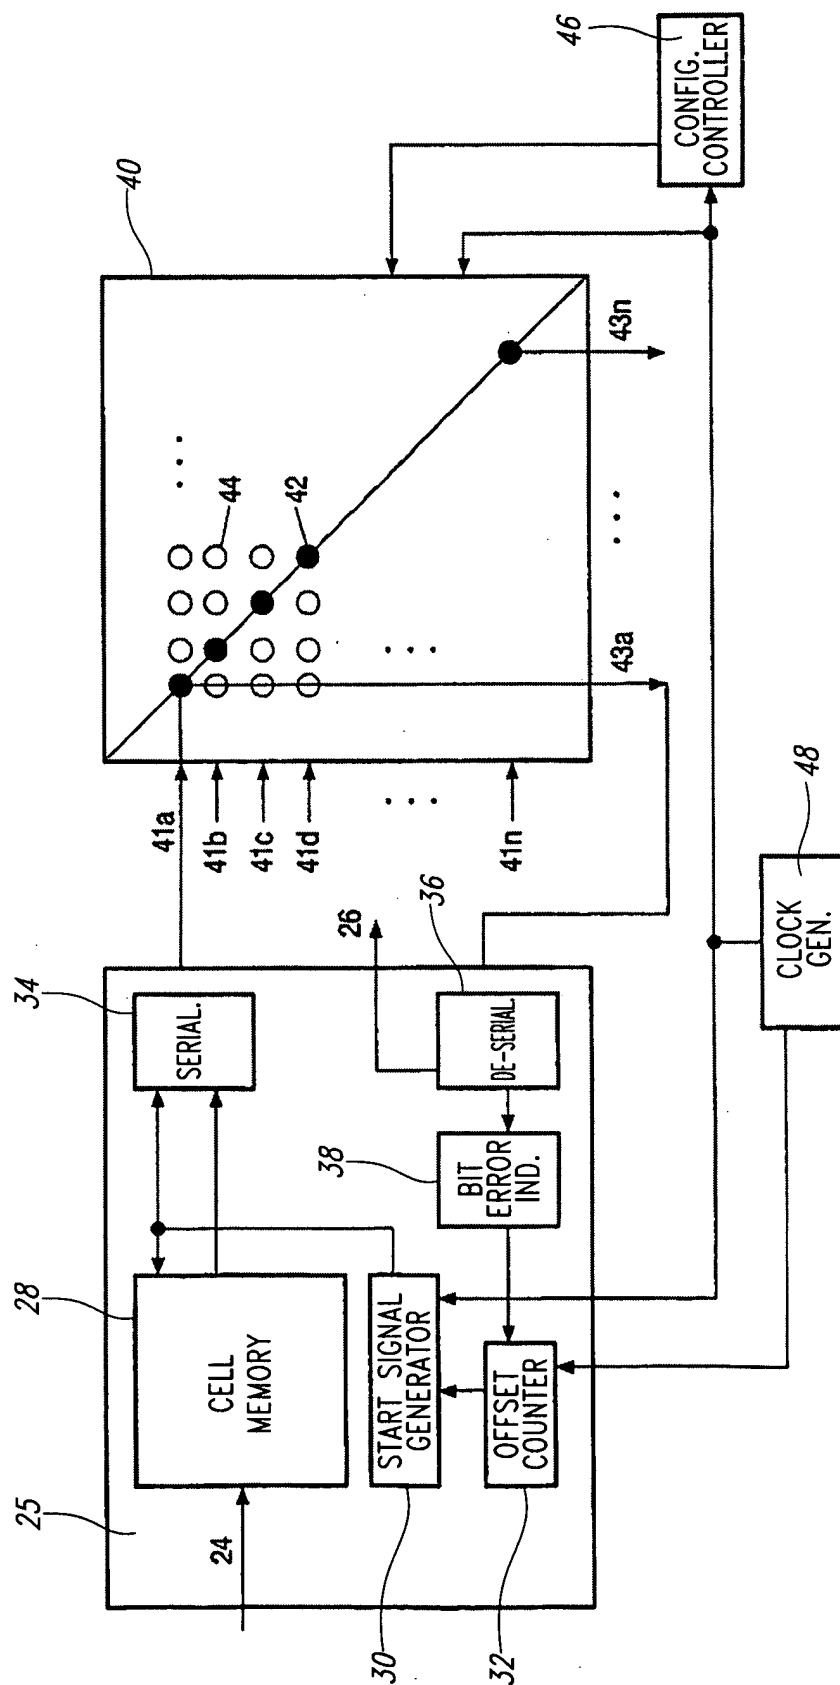 25
24
28
CELL
MEMORY
34
SERIAL.
26
30
START SIGNAL
GENERATOR
32
OFFSET
COUNTER
38
BIT
ERROR
IND.
36
DE-SERIAL.
41a
41b
41c
41d
. . .
41n
40
44
42
. . .
. . .
43a
. . .
43n
46
CONFIG.
CONTROLLER
48
CLOCK
GEN.